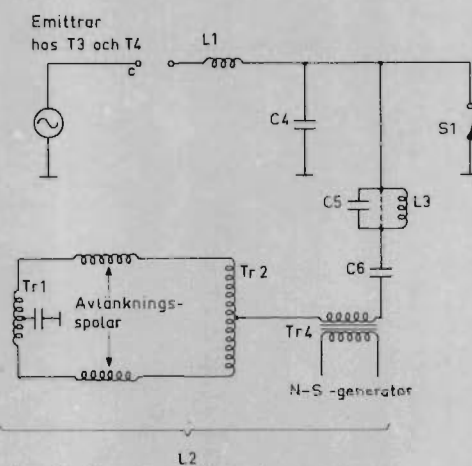 Emittrar
hos T3 och T4
L1
c
C4
S1
C5
L3
C6
Tr1
Avlänknings-
spolar
Tr2
Tr4
N-S-generator
L2